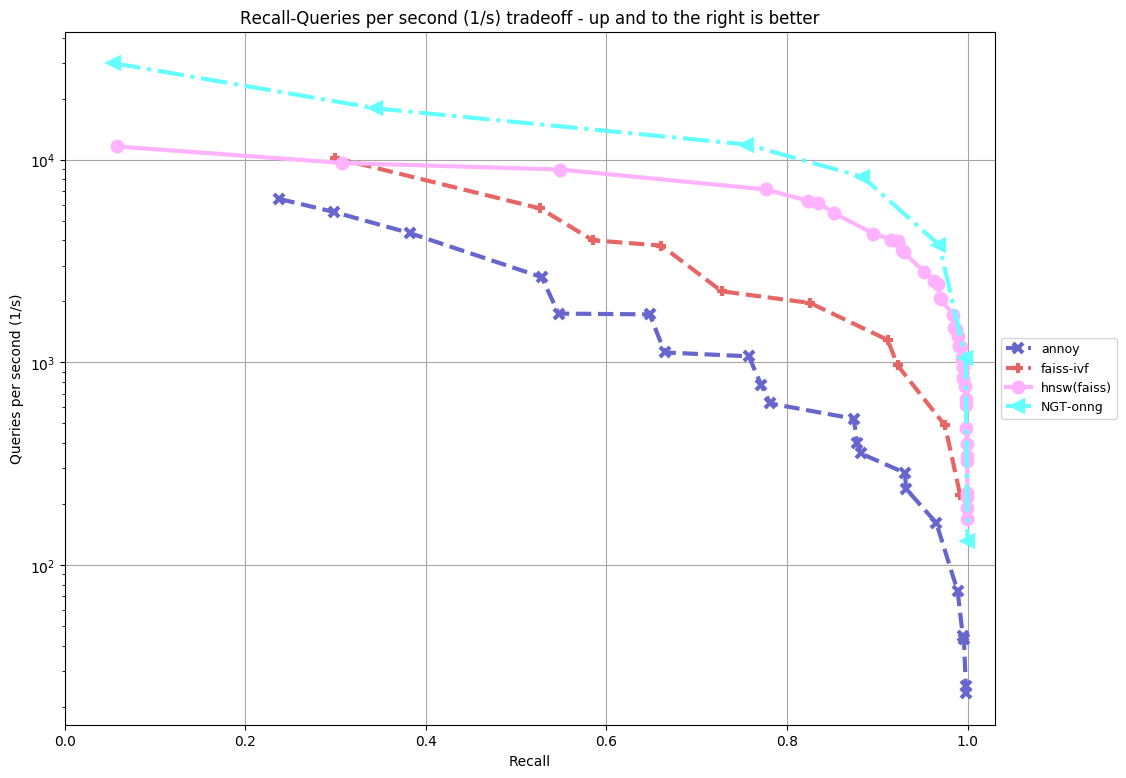 Recall-Queries per second (1/s) tradeoff - up and to the right is better
Queries per second (1/s)
10^4
10^3
10^2
0.0 0.2 0.4 0.6 0.8 1.0
Recall
annoy
faiss-ivf
hnsw(faiss)
NGT-onng